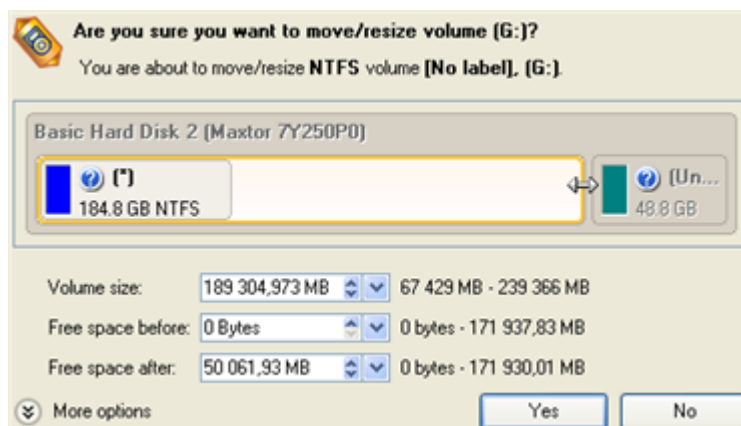 Are you sure you want to move/resize volume (G:)?
You are about to move/resize NTFS volume [No label], (G:).
Basic Hard Disk 2 (Maxtor 7Y250P0)
(*)
184.8 GB NTFS
(Un...
48.8 GB
Volume size: 189 304,973 MB 67 429 MB - 239 366 MB
Free space before: 0 Bytes 0 bytes - 171 937,83 MB
Free space after: 50 061,93 MB 0 bytes - 171 930,01 MB
More options Yes No